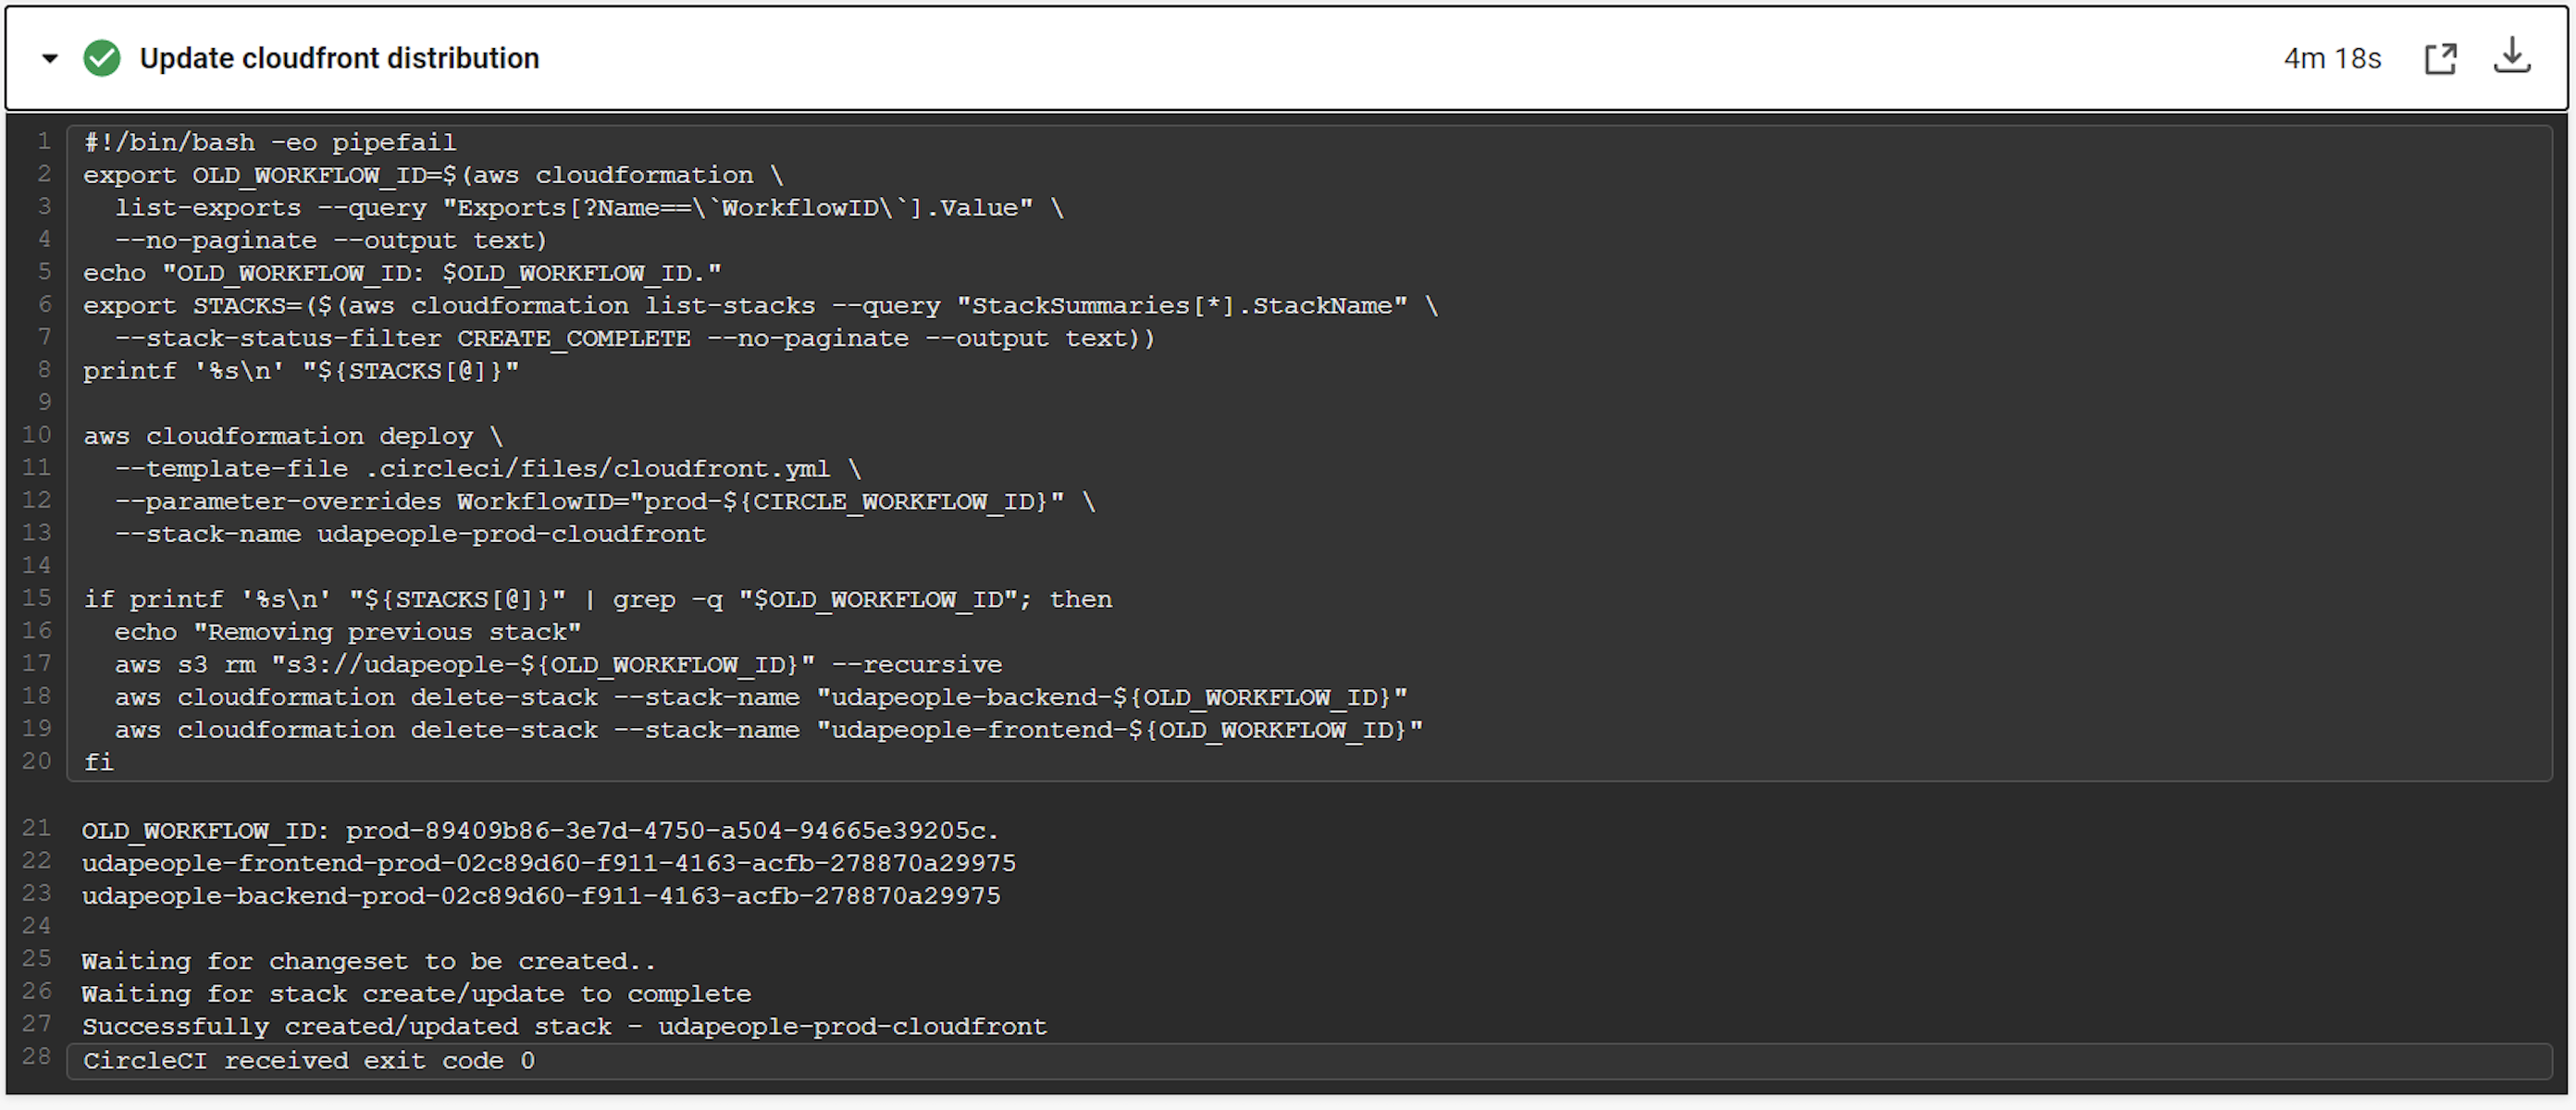 Update cloudfront distribution
4m 18s
1 #!/bin/bash -eo pipefail
2 export OLD_WORKFLOW_ID=$(aws cloudformation \
3   list-exports --query "Exports[?Name==\`WorkflowID\`].Value" \
4   --no-paginate --output text)
5 echo "OLD_WORKFLOW_ID: $OLD_WORKFLOW_ID."
6 export STACKS=($(aws cloudformation list-stacks --query "StackSummaries[*].StackName" \
7   --stack-status-filter CREATE_COMPLETE --no-paginate --output text))
8 printf '%s\n' "${STACKS[@]}"
9
10 aws cloudformation deploy \
11   --template-file .circleci/files/cloudfront.yml \
12   --parameter-overrides WorkflowID="prod-${CIRCLE_WORKFLOW_ID}" \
13   --stack-name udapeople-prod-cloudfront
14
15 if printf '%s\n' "${STACKS[@]}" | grep -q "$OLD_WORKFLOW_ID"; then
16   echo "Removing previous stack"
17   aws s3 rm "s3://udapeople-${OLD_WORKFLOW_ID}" --recursive
18   aws cloudformation delete-stack --stack-name "udapeople-backend-${OLD_WORKFLOW_ID}"
19   aws cloudformation delete-stack --stack-name "udapeople-frontend-${OLD_WORKFLOW_ID}"
20 fi
21 OLD_WORKFLOW_ID: prod-89409b86-3e7d-4750-a504-94665e39205c.
22 udapeople-frontend-prod-02c89d60-f911-4163-acfb-278870a29975
23 udapeople-backend-prod-02c89d60-f911-4163-acfb-278870a29975
24
25 Waiting for changeset to be created..
26 Waiting for stack create/update to complete
27 Successfully created/updated stack - udapeople-prod-cloudfront
28 CircleCI received exit code 0